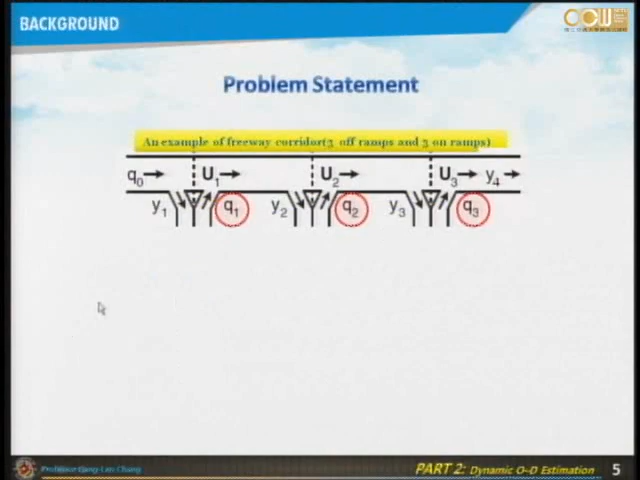 BACKGROUND
Problem Statement
An example of freeway corridor(3 off ramps and 3 on ramps)
q0 U1 U2 U3 y4
y1 q1 y2 q2 y3 q3
PART 2: Dynamic O-D Estimation 5